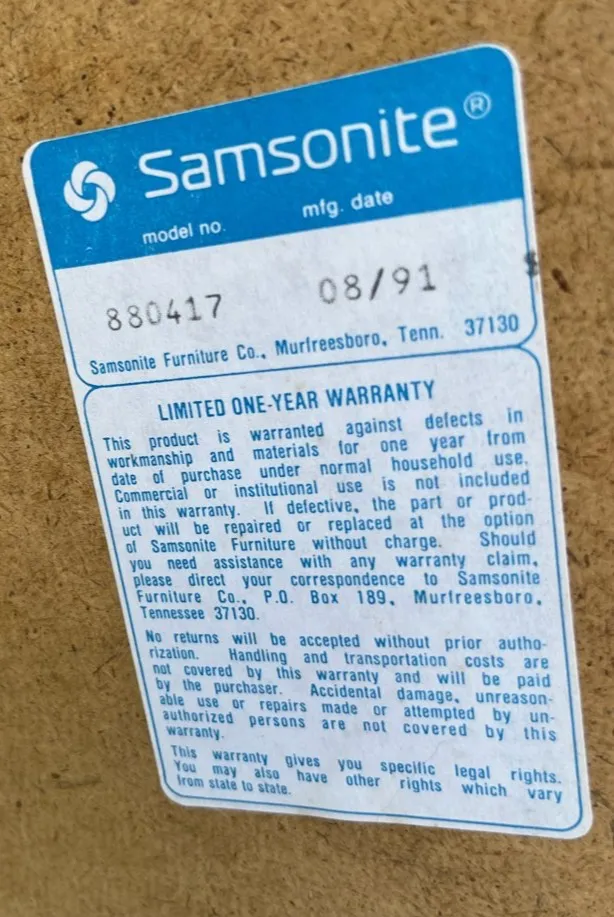 Samsonite®
model no. mfg. date
880417 08/91
Samsonite Furniture Co., Murfreesboro, Tenn. 37130
LIMITED ONE-YEAR WARRANTY
This product is warranted against defects in
workmanship and materials for one year from
date of purchase under normal household use.
Commercial or institutional use is not included
in this warranty. If defective, the part or prod-
uct will be repaired or replaced at the option
of Samsonite Furniture without charge. Should
you need assistance with any warranty claim,
please direct your correspondence to Samsonite
Furniture Co., P.O. Box 189, Murfreesboro,
Tennessee 37130.
No returns will be accepted without prior autho-
rization. Handling and transportation costs are
not covered by this warranty and will be paid
by the purchaser. Accidental damage, unreason-
able use or repairs made or attempted by un-
authorized persons are not covered by this
warranty.
This warranty gives you specific legal rights.
You may also have other rights which vary
from state to state.